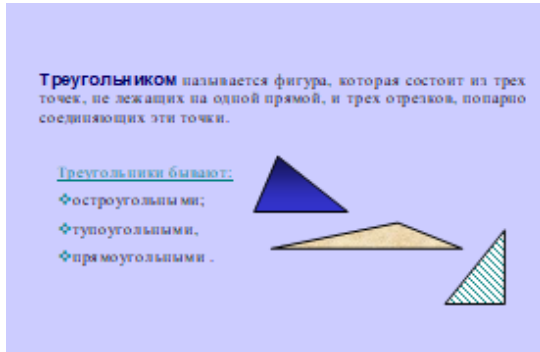 Треугольником называется фигура, которая состоит из трех
точек, не лежащих на одной прямой, и трех отрезков, попарно
соединяющих эти точки.
Треугольники бывают:
❖остроугольными;
❖тупоугольными,
❖прямоугольными .